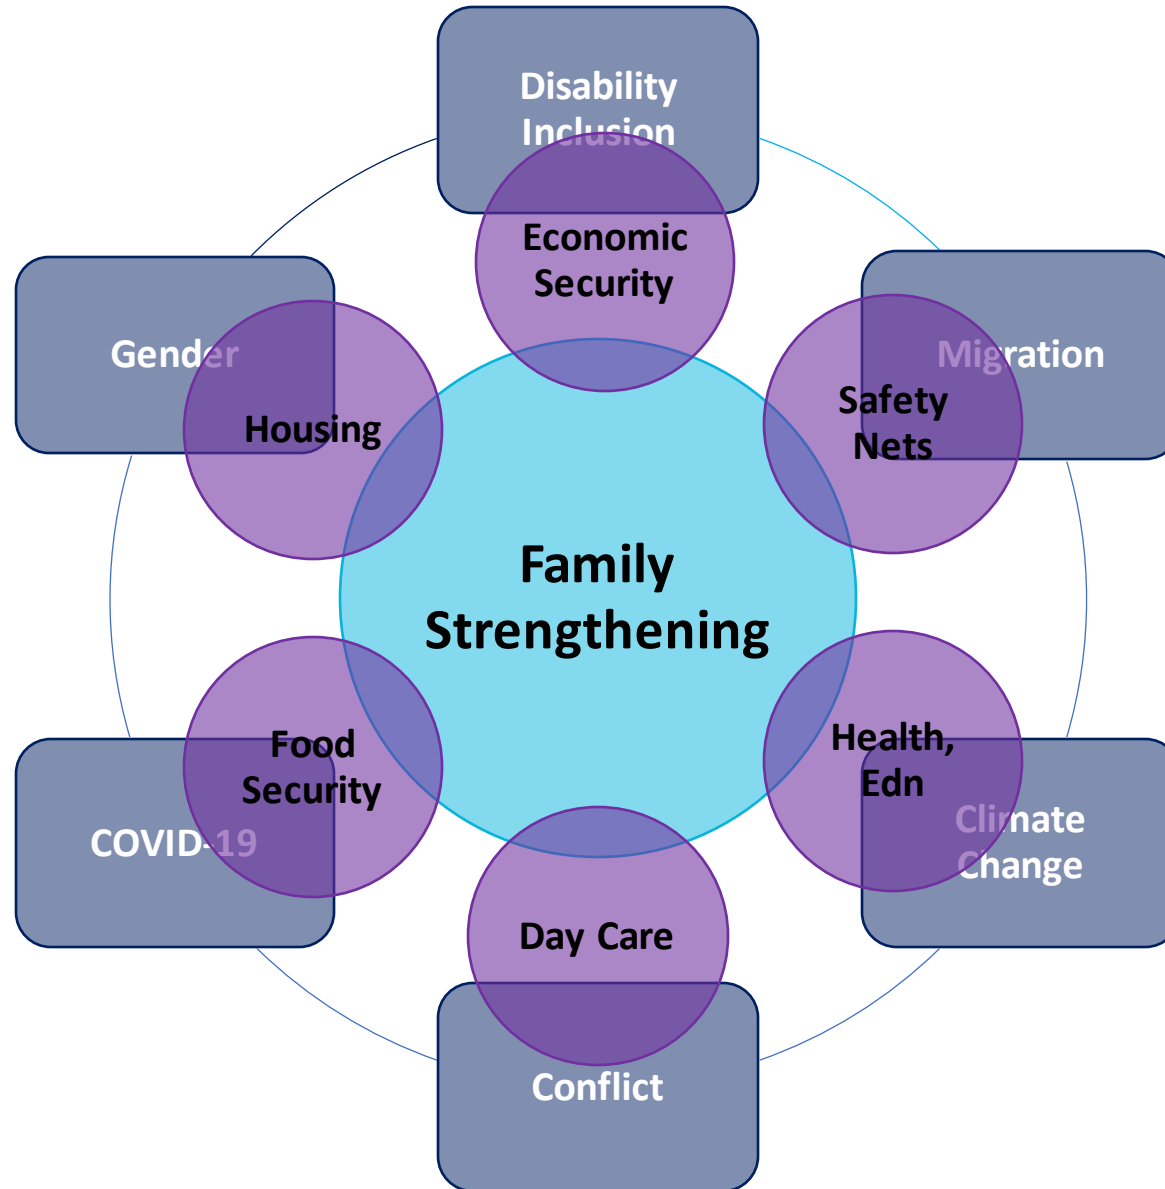 Disability
Inclusion
Economic
Security
Gender
Migration
Housing
Safety
Nets
Family
Strengthening
Food
Security
Health,
Edn
COVID-19
Climate
Change
Day Care
Conflict